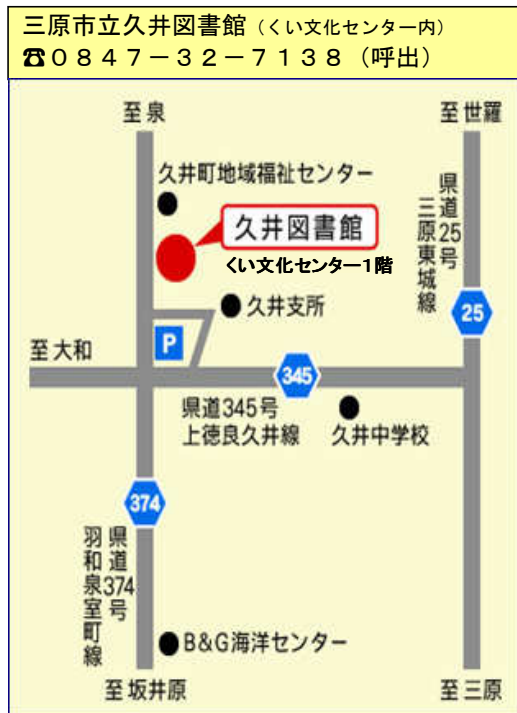 三原市立久井図書館（くい文化センター内）
☎０８４７－３２－７１３８（呼出）
至泉
至世羅
久井町地域福祉センター
県道25号
三原東城線
久井図書館
くい文化センター1階
久井支所
25
P
至大和
345
県道345号
上徳良久井線
久井中学校
374
県道374号
羽和泉室町線
B&G海洋センター
至坂井原
至三原